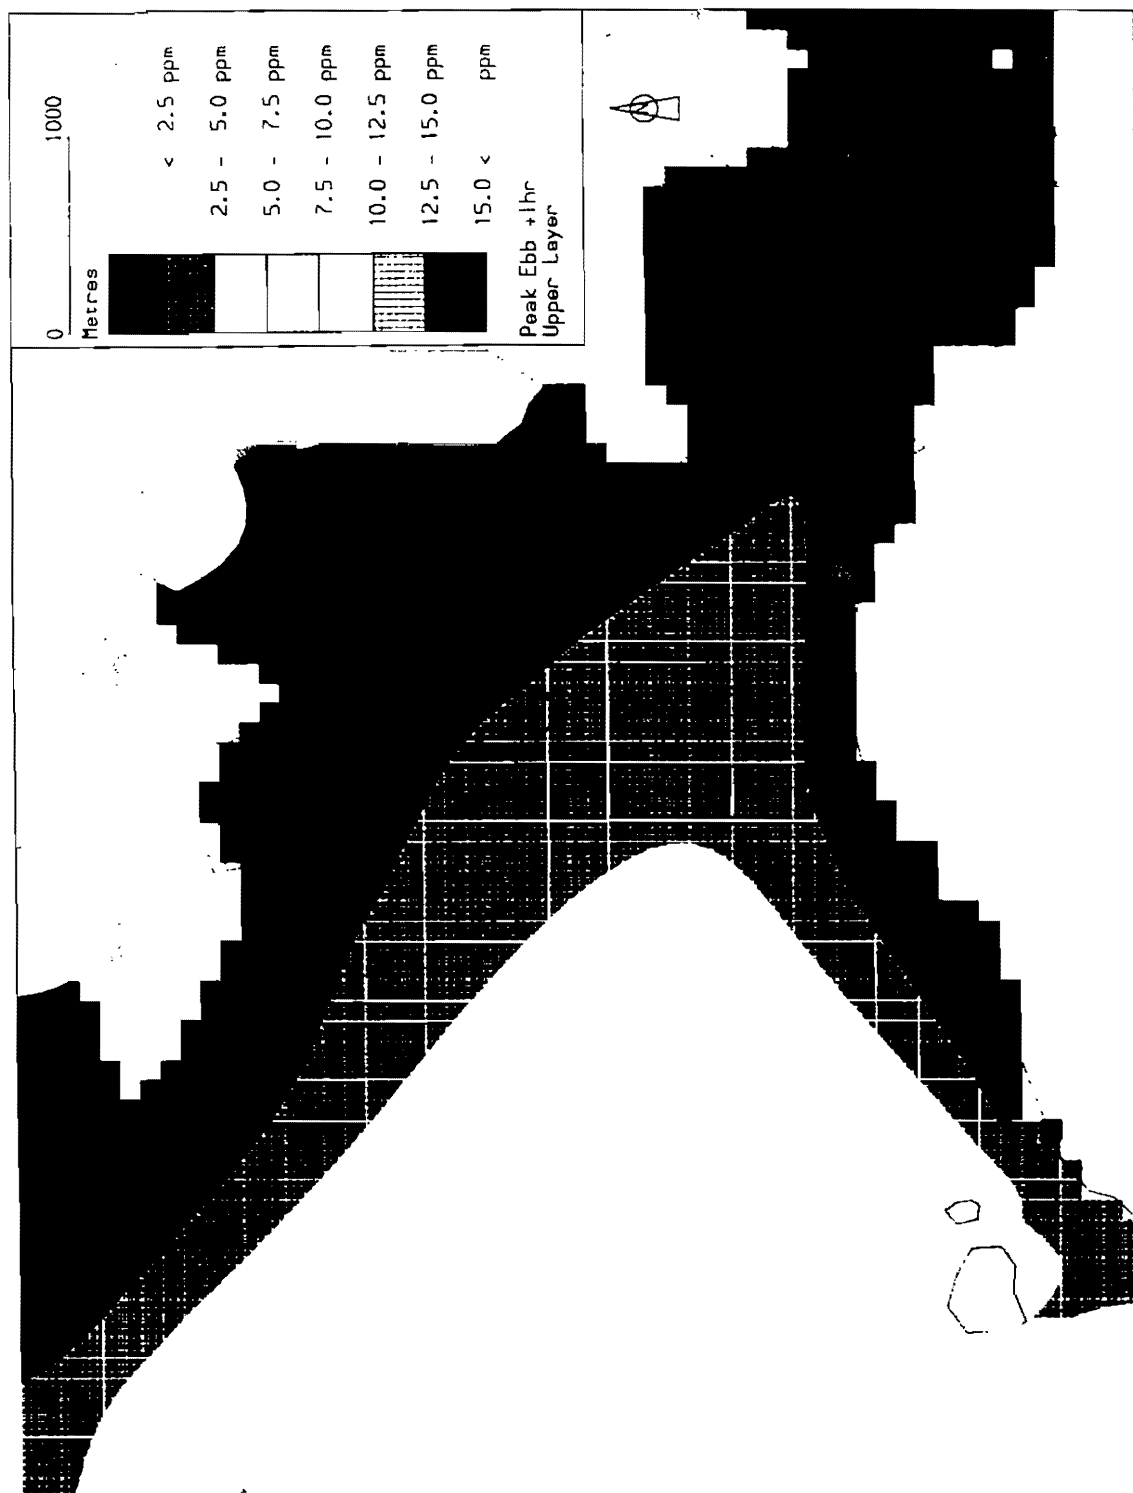 0 1000
Metres
< 2.5 ppm
2.5 - 5.0 ppm
5.0 - 7.5 ppm
7.5 - 10.0 ppm
10.0 - 12.5 ppm
12.5 - 15.0 ppm
15.0 < ppm
Peak Ebb +1hr
Upper Layer
N